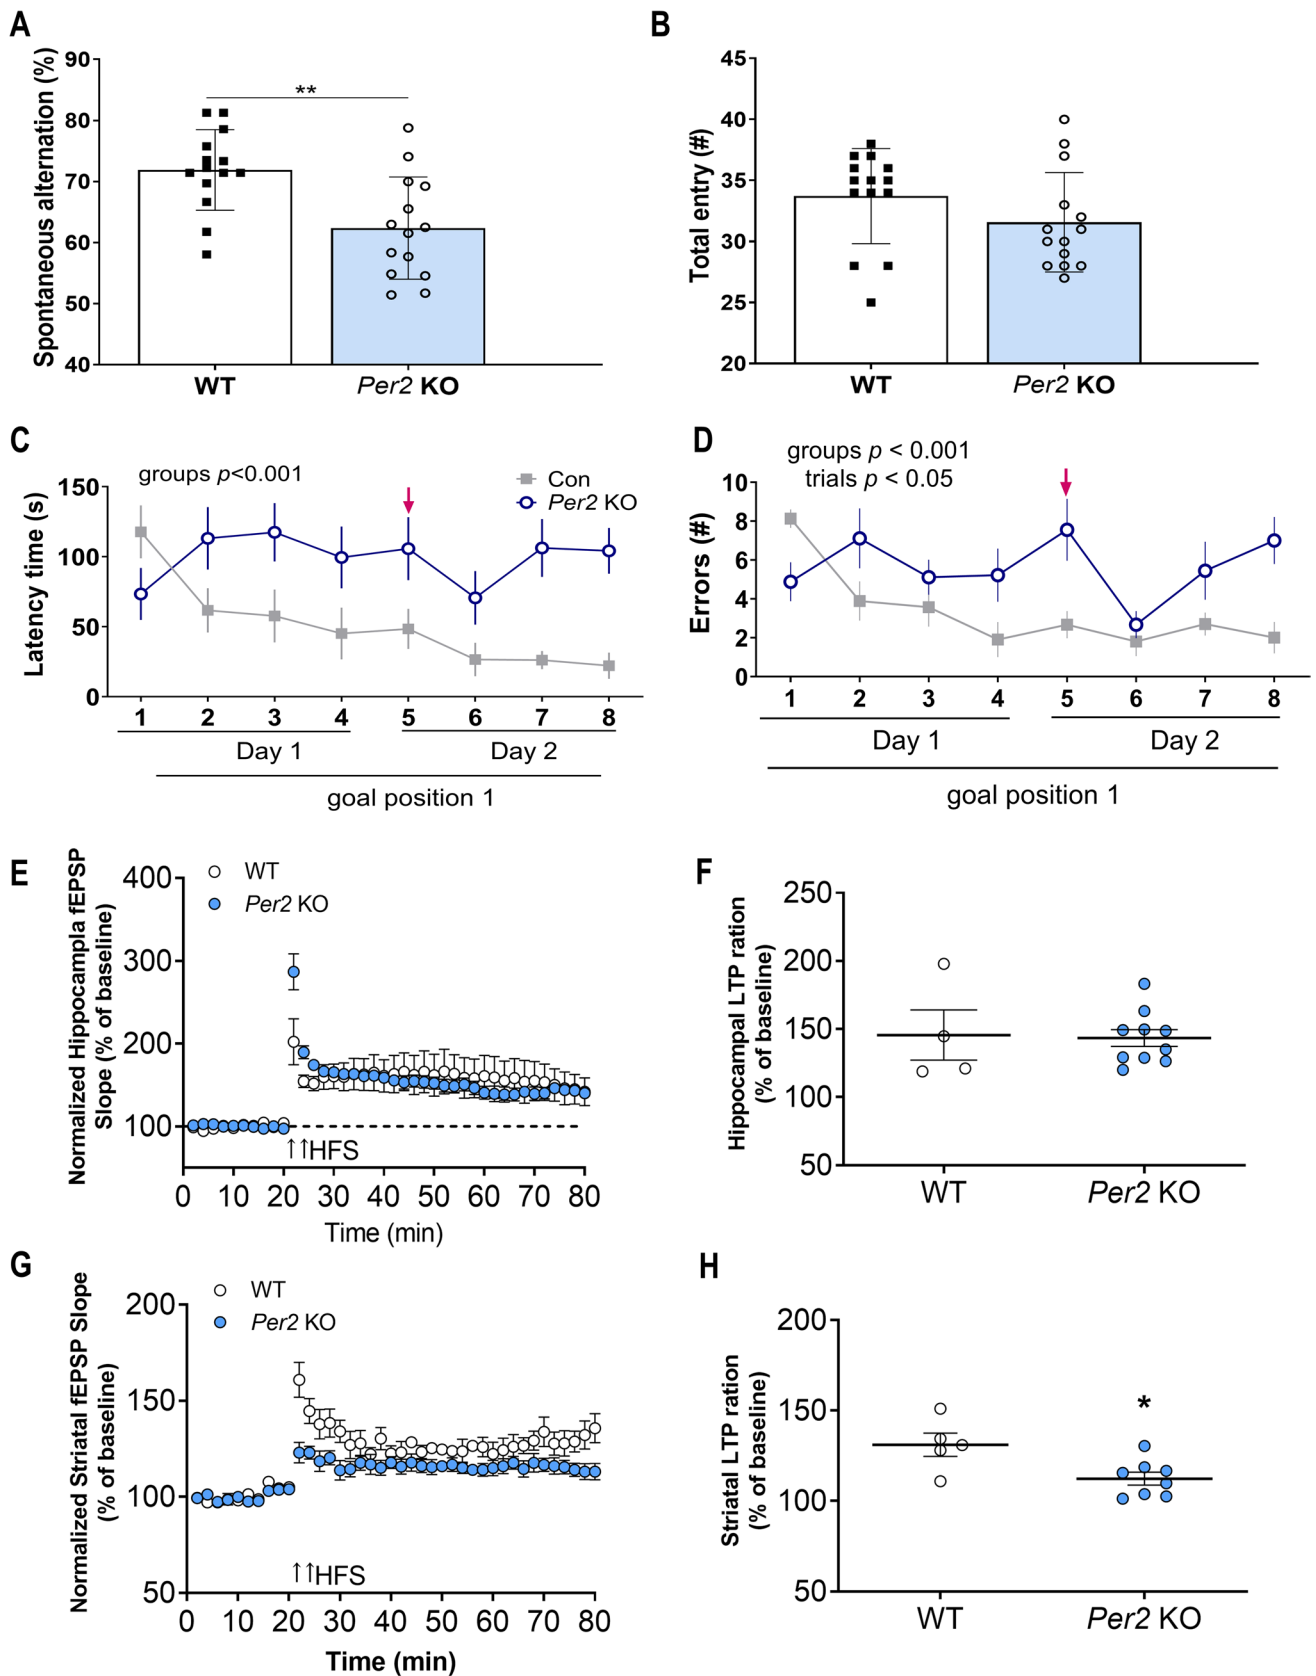 A
Spontaneous alternation (%)
90
80
70
60
50
40
**
WT
Per2 KO
B
Total entry (#)
45
40
35
30
25
20
WT
Per2 KO
C
groups p<0.001
Con
Per2 KO
Latency time (s)
150
100
50
0
1 2 3 4 5 6 7 8
Day 1 Day 2
goal position 1
D
groups p < 0.001
trials p < 0.05
Errors (#)
10
8
6
4
2
0
1 2 3 4 5 6 7 8
Day 1 Day 2
goal position 1
E
WT
Per2 KO
Normalized Hippocampla fEPSP
Slope (% of baseline)
400
300
200
100
↑↑HFS
0 10 20 30 40 50 60 70 80
Time (min)
F
Hippocampal LTP ration
(% of baseline)
250
200
150
100
50
WT
Per2 KO
G
WT
Per2 KO
Normalized Striatal fEPSP Slope
(% of baseline)
200
150
100
50
↑↑HFS
0 10 20 30 40 50 60 70 80
Time (min)
H
Striatal LTP ration
(% of baseline)
200
150
100
50
*
WT
Per2 KO